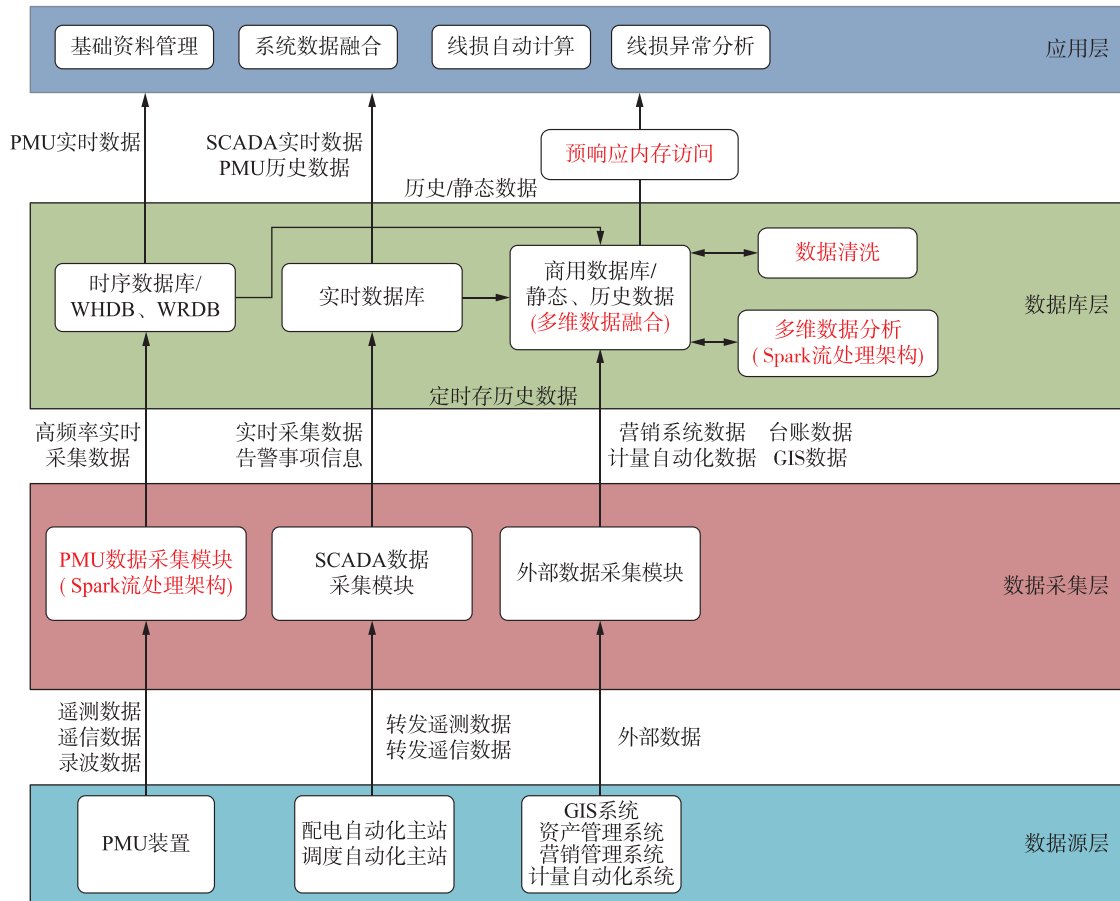 基础资料管理
系统数据融合
线损自动计算
线损异常分析
应用层
PMU实时数据
SCADA实时数据
PMU历史数据
预响应内存访问
历史/静态数据
时序数据库/
WHDB、WRDB
实时数据库
商用数据库/
静态、历史数据
(多维数据融合)
数据清洗
多维数据分析
(Spark流处理架构)
数据库层
定时存历史数据
高频率实时
采集数据
实时采集数据
告警事项信息
营销系统数据 台账数据
计量自动化数据 GIS数据
PMU数据采集模块
(Spark流处理架构)
SCADA数据
采集模块
外部数据采集模块
数据采集层
遥测数据
遥信数据
录波数据
转发遥测数据
转发遥信数据
外部数据
PMU装置
配电自动化主站
调度自动化主站
GIS系统
资产管理系统
营销管理系统
计量自动化系统
数据源层